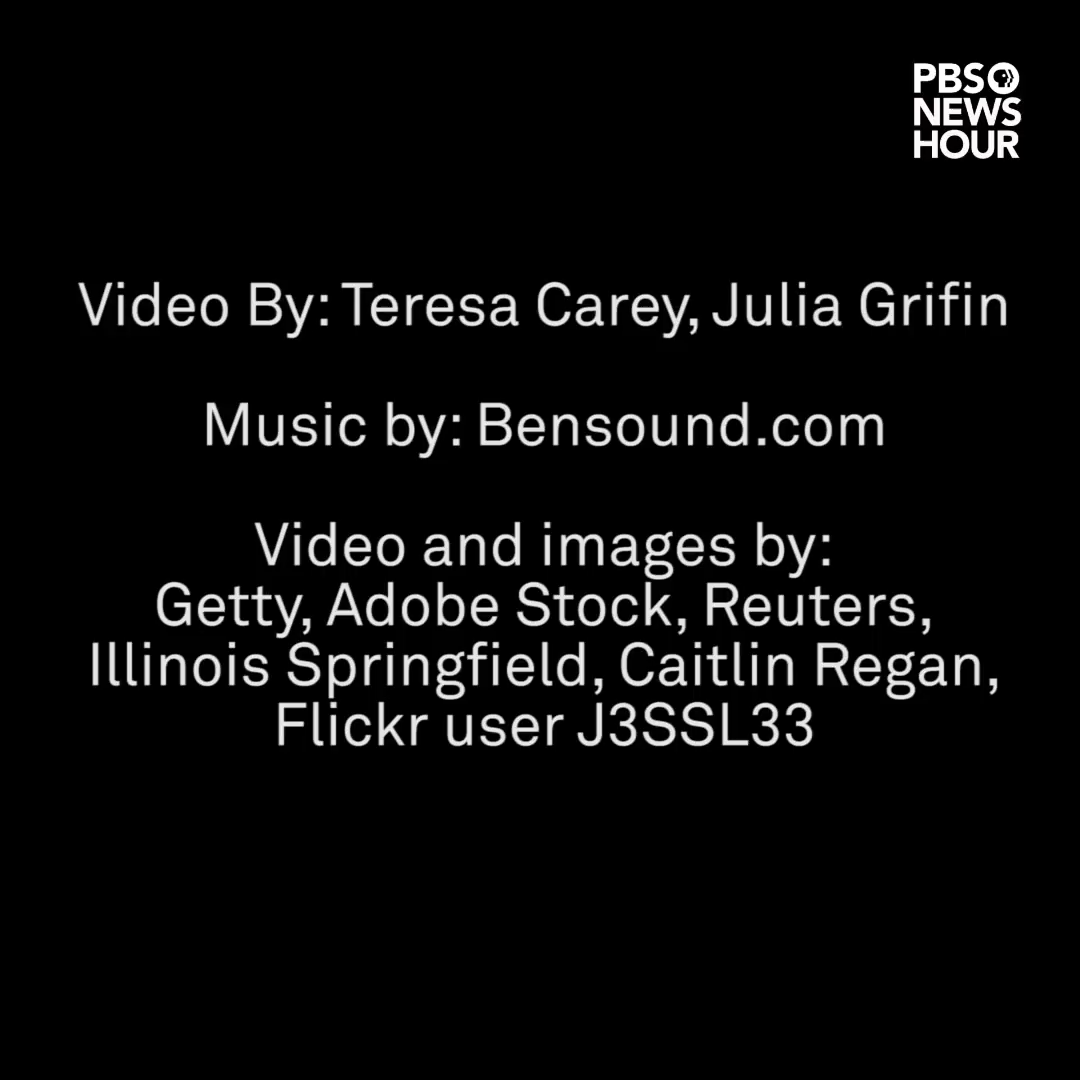 PBS
NEWS
HOUR
Video By: Teresa Carey, Julia Grifin
Music by: Bensound.com
Video and images by:
Getty, Adobe Stock, Reuters,
Illinois Springfield, Caitlin Regan,
Flickr user J3SSL33